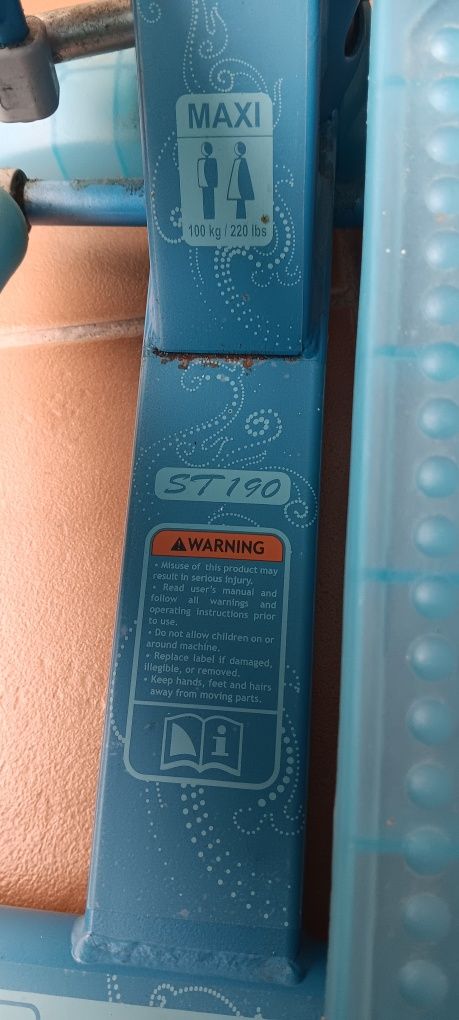 MAXI
100 kg / 220 lbs
ST 190
WARNING
• Misuse of this product may
result in serious injury.
• Read user's manual and
follow all warnings and
operating instructions prior
to use.
• Do not allow children on or
around machine.
• Replace label if damaged,
illegible, or removed.
• Keep hands, feet and hairs
away from moving parts.
i